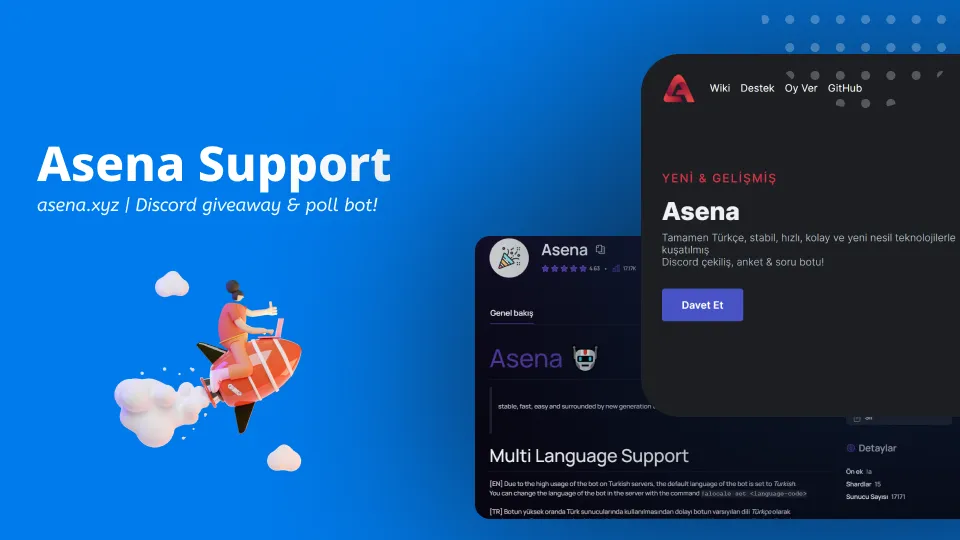 Asena Support
asena.xyz | Discord giveaway & poll bot!
Wiki Destek Oy Ver GitHub
YENİ & GELİŞMİŞ
Asena
Tamamen Türkçe, stabil, hızlı, kolay ve yeni nesil teknolojilerle
kuşatılmış
Discord çekiliş, anket & soru botu!
Davet Et
Asena
4.63 • 17.17K
Genel bakış
Asena
stable, fast, easy and surrounded by new generation
Multi Language Support
[EN] Due to the high usage of the bot on Turkish servers, the default language of the bot is set to Turkish
You can change the language of the bot in the server with the command !alocale set <language-code>
[TR] Botun yüksek oranda Türk sunucularında kullanılmasından dolayı botun varsyılan dili Türkçe olarak
Detaylar
Ön ek !a
Shardlar 15
Sunucu Sayısı 17171